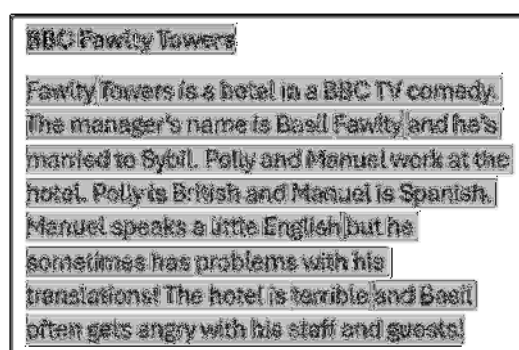 BBC Fawlty Towers
Fawlty Towers is a hotel in a BBC TV comedy.
The manager's name is Basil Fawlty and he's
married to Sybil. Polly and Manuel work at the
hotel. Polly is British and Manuel is Spanish.
Manuel speaks a little English but he
sometimes has problems with his
translations! The hotel is terrible and Basil
often gets angry with his staff and guests!